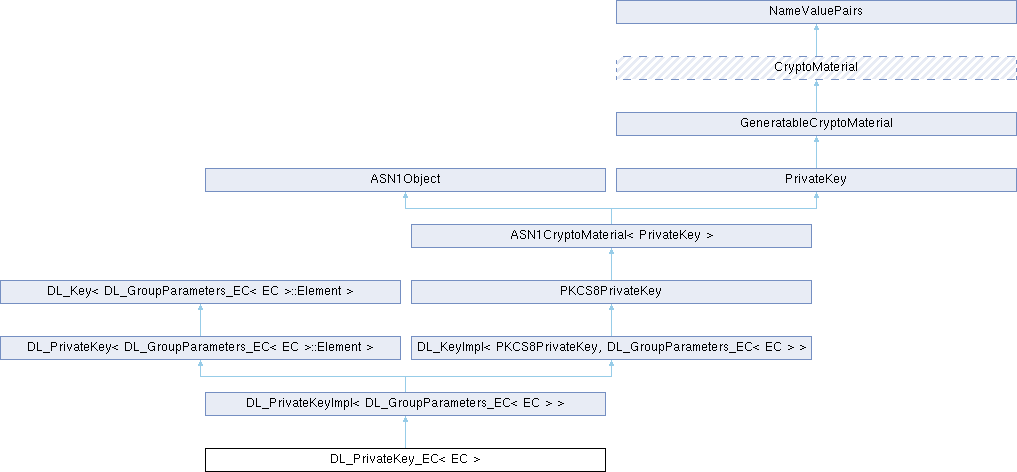 NameValuePairs
CryptoMaterial
GeneratableCryptoMaterial
ASN1Object
PrivateKey
ASN1CryptoMaterial< PrivateKey >
DL_Key< DL_GroupParameters_EC< EC >::Element >
PKCS8PrivateKey
DL_PrivateKey< DL_GroupParameters_EC< EC >::Element >
DL_KeyImpl< PKCS8PrivateKey, DL_GroupParameters_EC< EC > >
DL_PrivateKeyImpl< DL_GroupParameters_EC< EC > >
DL_PrivateKey_EC< EC >